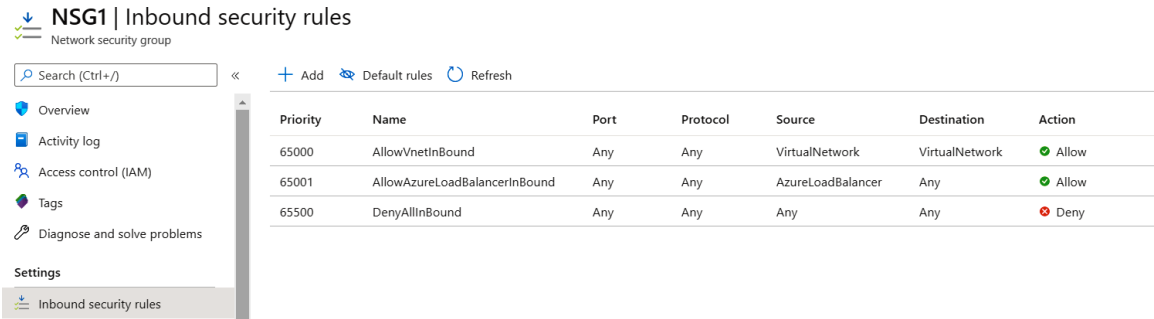 NSG1 | Inbound security rules
Network security group
Search (Ctrl+/)
«
Overview
Activity log
Access control (IAM)
Tags
Diagnose and solve problems
Settings
Inbound security rules
Add Default rules Refresh
Priority Name Port Protocol Source Destination Action
65000 AllowVnetInBound Any Any VirtualNetwork VirtualNetwork Allow
65001 AllowAzureLoadBalancerInBound Any Any AzureLoadBalancer Any Allow
65500 DenyAllInBound Any Any Any Any Deny